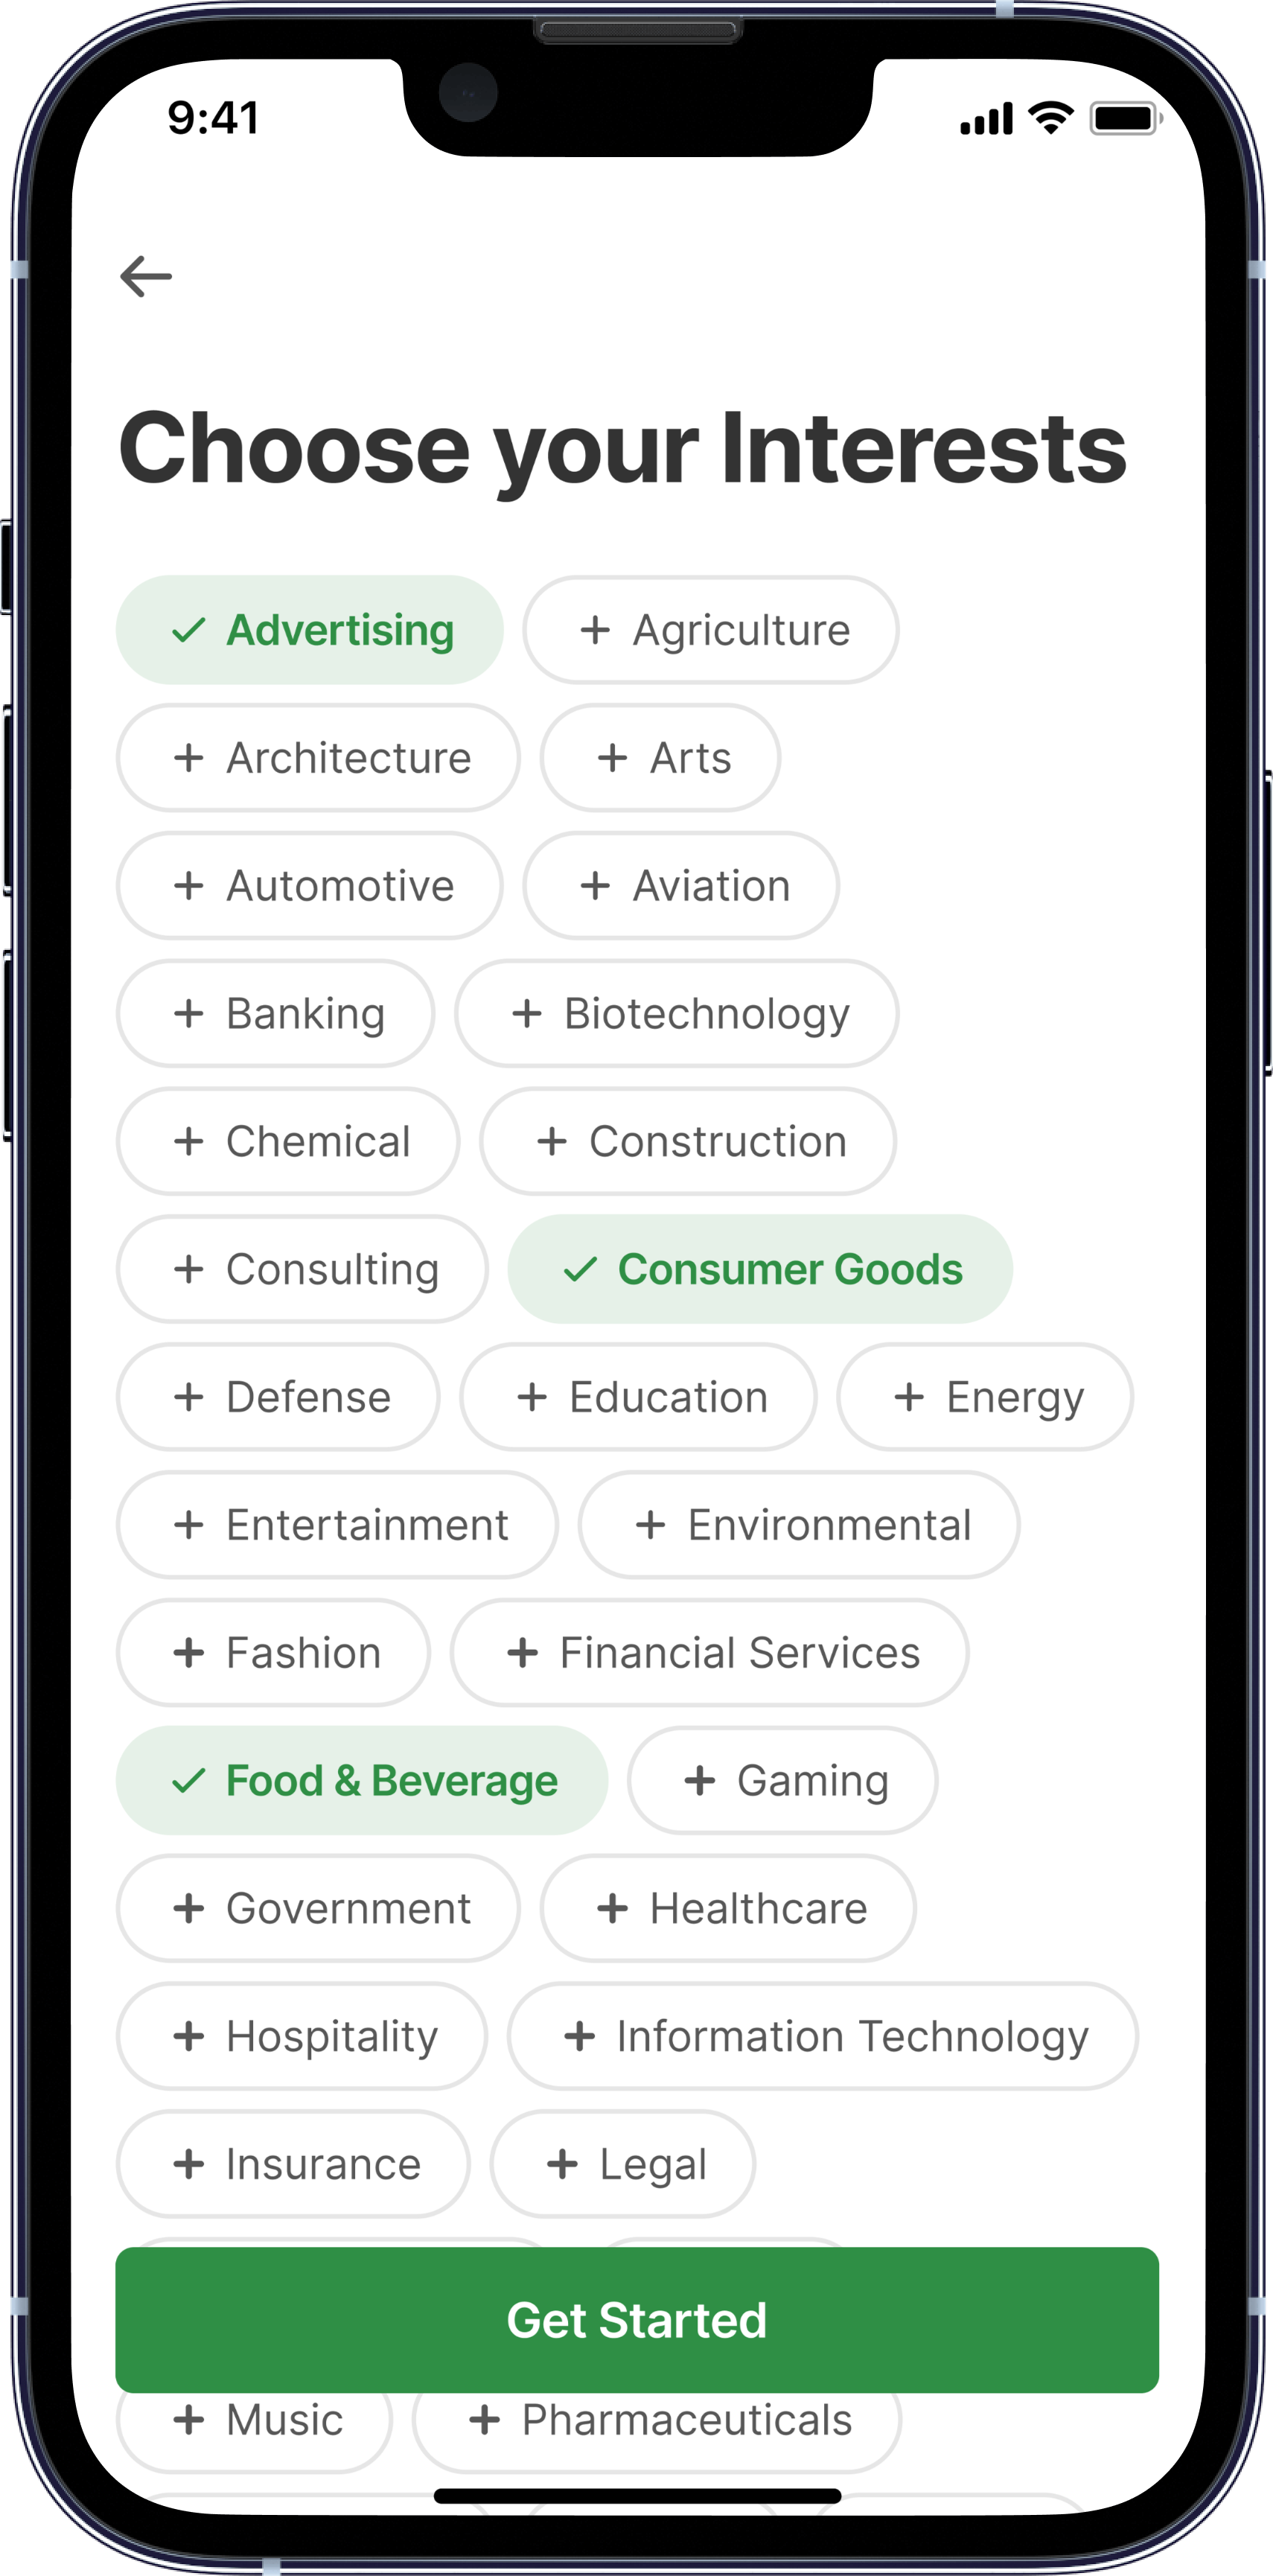 9:41
Choose your Interests
Advertising
Agriculture
Architecture
Arts
Automotive
Aviation
Banking
Biotechnology
Chemical
Construction
Consulting
Consumer Goods
Defense
Education
Energy
Entertainment
Environmental
Fashion
Financial Services
Food & Beverage
Gaming
Government
Healthcare
Hospitality
Information Technology
Insurance
Legal
Get Started
Music
Pharmaceuticals